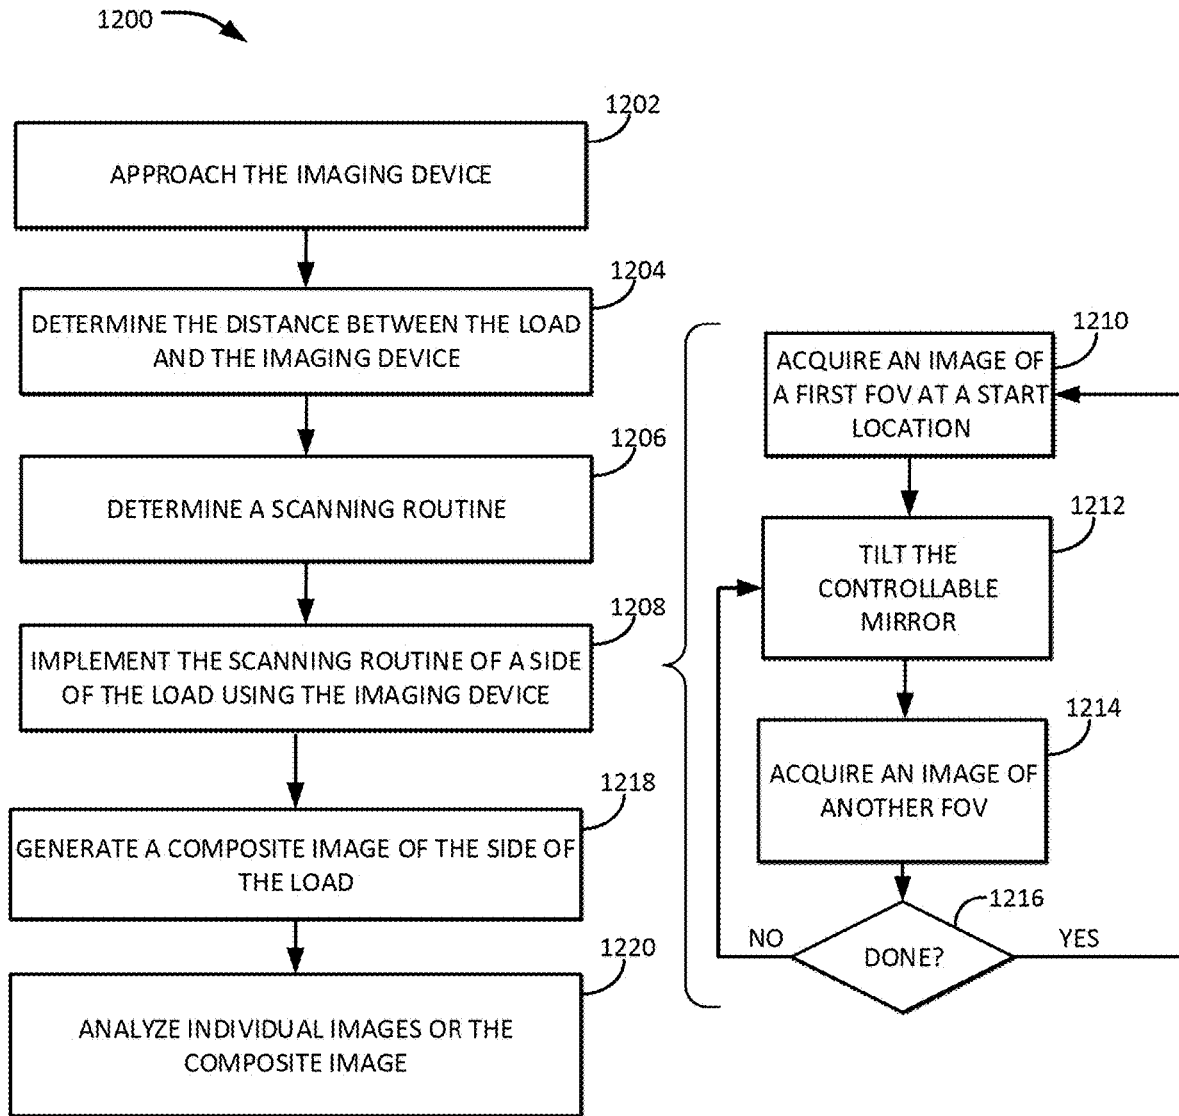 1200
1202
APPROACH THE IMAGING DEVICE
1204
DETERMINE THE DISTANCE BETWEEN THE LOAD
AND THE IMAGING DEVICE
1206
DETERMINE A SCANNING ROUTINE
1208
IMPLEMENT THE SCANNING ROUTINE OF A SIDE
OF THE LOAD USING THE IMAGING DEVICE
1218
GENERATE A COMPOSITE IMAGE OF THE SIDE OF
THE LOAD
1220
ANALYZE INDIVIDUAL IMAGES OR THE
COMPOSITE IMAGE
1210
ACQUIRE AN IMAGE OF
A FIRST FOV AT A START
LOCATION
1212
TILT THE
CONTROLLABLE
MIRROR
1214
ACQUIRE AN IMAGE OF
ANOTHER FOV
1216
NO
DONE?
YES